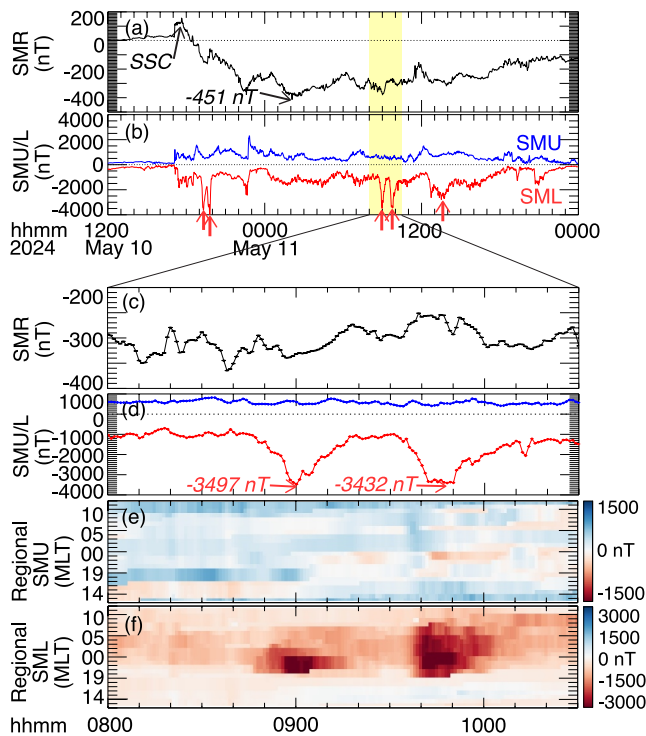 200
0
-200
-400
SMR
(nT)
(a)
SSC
-451 nT
4000
2000
0
-2000
-4000
SMU/L
(nT)
(b)
SMU
SML
hhmm 1200 0000 1200 0000
2024 May 10 May 11
-200
-300
-400
SMR
(nT)
(c)
1000
0
-1000
-2000
-3000
-4000
SMU/L
(nT)
(d)
-3497 nT
-3432 nT
10
05
00
19
14
Regional
SMU
(MLT)
(e)
1500
0 nT
-1500
10
05
00
19
14
Regional
SML
(MLT)
(f)
3000
1500
0 nT
-1500
-3000
hhmm 0800 0900 1000